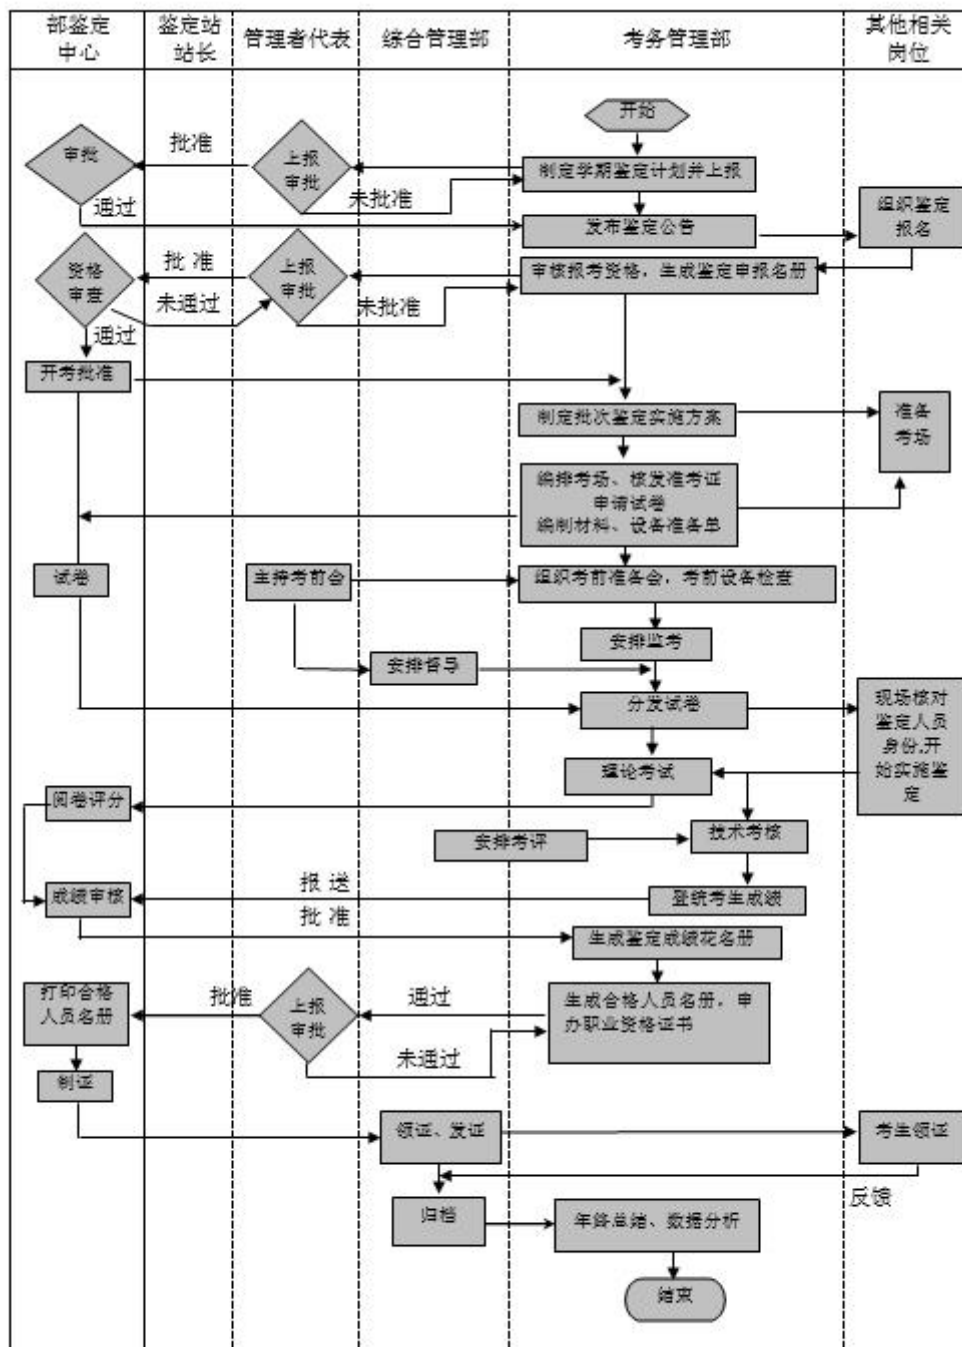 部鉴定
中心
鉴定站
站长
管理者代表
综合管理部
考务管理部
其他相关
岗位
开始
审批
批准
上报
审批
制定学期鉴定计划并上报
未批准
通过
发布鉴定公告
组织鉴定
报名
资格
审查
批 准
上报
审批
审核报考资格，生成鉴定申报名册
未通过
未批准
通过
开考批准
制定批次鉴定实施方案
准备
考场
编排考场、核发准考证
申请试卷
编制材料、设备准备单
试卷
主持考前会
组织考前准备会，考前设备检查
安排监考
安排督导
分发试卷
现场核对
鉴定人员
身份,开
始实施鉴
定
理论考试
阅卷评分
技术考核
安排考评
报 送
成绩审核
登统考生成绩
批 准
生成鉴定成绩花名册
打印合格
人员名册
批准
上报
审批
通过
生成合格人员名册，申
办职业资格证书
未通过
制证
领证、发证
考生领证
反馈
归档
年终总结、数据分析
结束